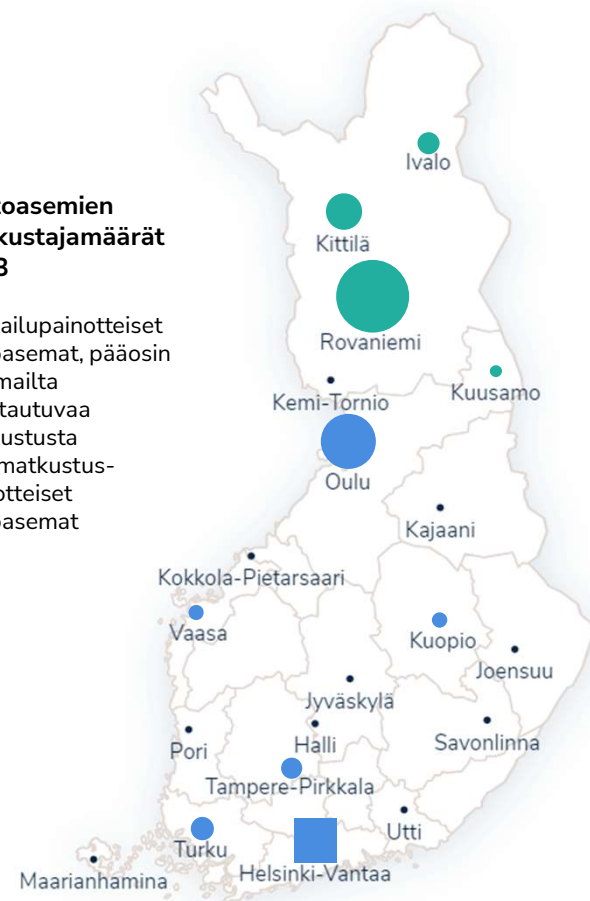 toasemien
kustajamäärät
3
ailupainotteiset
oasemat, pääosin
mailta
tautuvaa
ustusta
matkustus-
otteiset
oasemat
Ivalo
Kittilä
Rovaniemi
Kuusamo
Kemi-Tornio
Oulu
Kajaani
Kokkola-Pietarsaari
Vaasa
Kuopio
Joensuu
Jyväskylä
Pori
Halli
Savonlinna
Tampere-Pirkkala
Utti
Turku
Helsinki-Vantaa
Maarianhamina